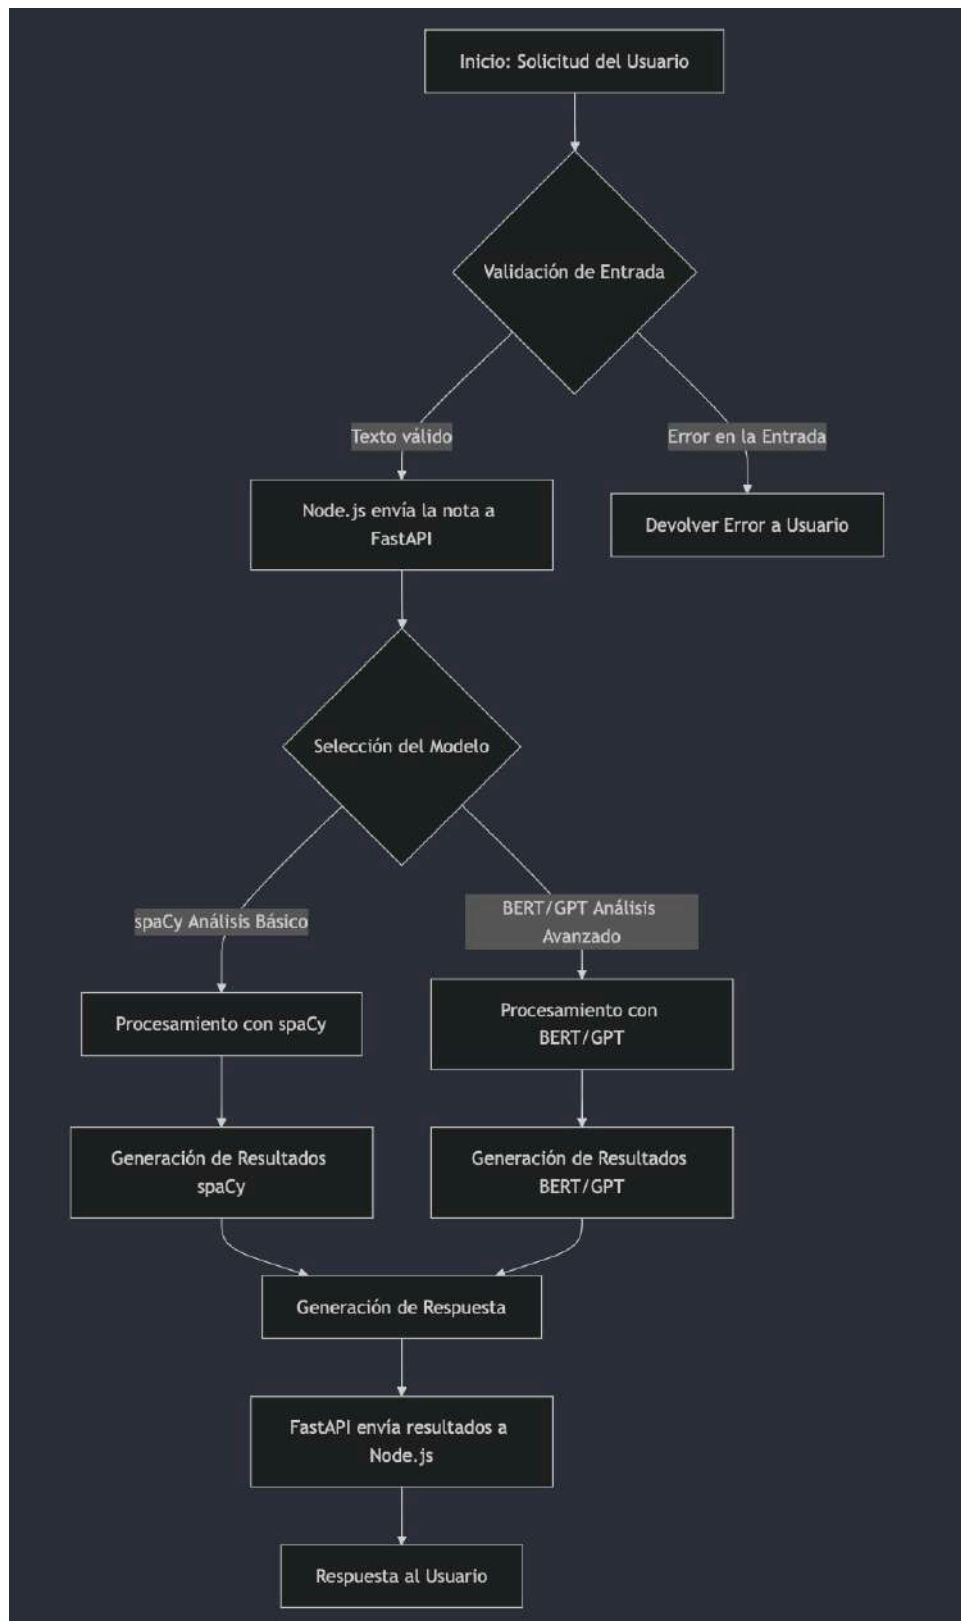 Inicio: Solicitud del Usuario
Validación de Entrada
Texto válido
Error en la Entrada
Node.js envía la nota a
FastAPI
Devolver Error a Usuario
Selección del Modelo
spaCy Análisis Básico
BERT/GPT Análisis
Avanzado
Procesamiento con spaCy
Procesamiento con
BERT/GPT
Generación de Resultados
spaCy
Generación de Resultados
BERT/GPT
Generación de Respuesta
FastAPI envía resultados a
Node.js
Respuesta al Usuario